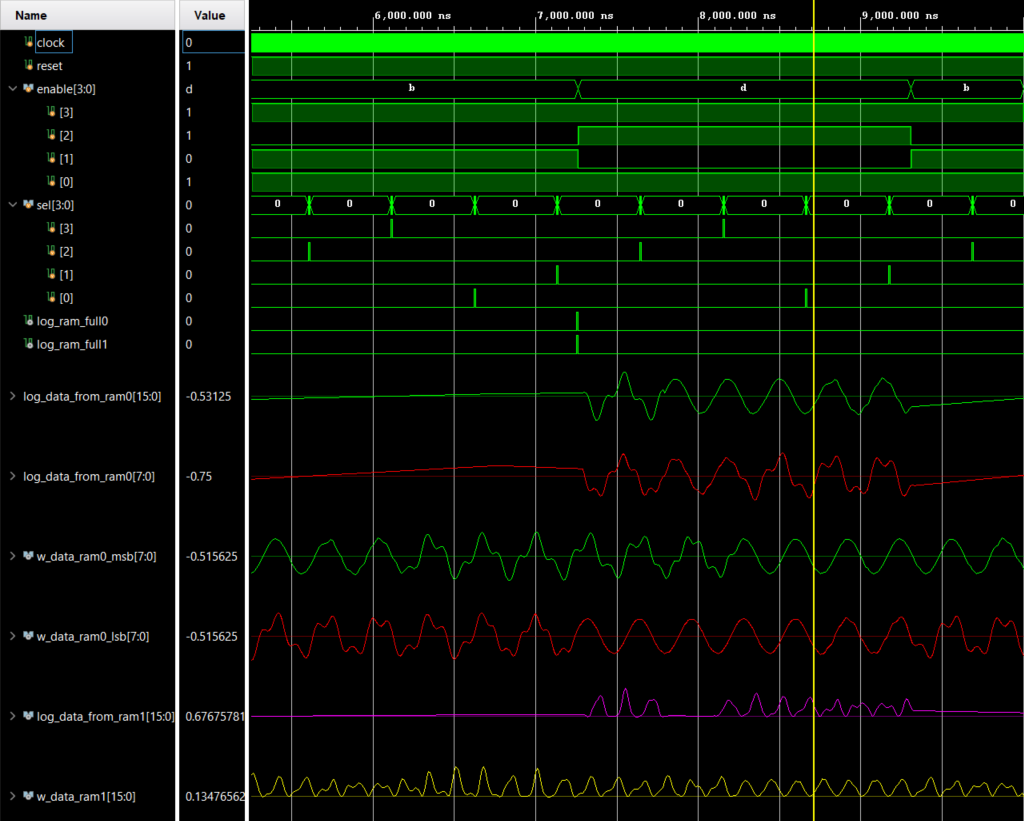 Name Value 6,000.000 ns 7,000.000 ns 8,000.000 ns 9,000.000 ns
clock 0
reset 1
enable[3:0] d b d b
[3] 1
[2] 1
[1] 0
[0] 1
sel[3:0] 0 0 0 0 0 0 0 0 0 0 0
[3] 0
[2] 0
[1] 0
[0] 0
log_ram_full0 0
log_ram_full1 0
log_data_from_ram0[15:0] -0.53125
log_data_from_ram0[7:0] -0.75
w_data_ram0_msb[7:0] -0.515625
w_data_ram0_lsb[7:0] -0.515625
log_data_from_ram1[15:0] 0.67675781
w_data_ram1[15:0] 0.13476562